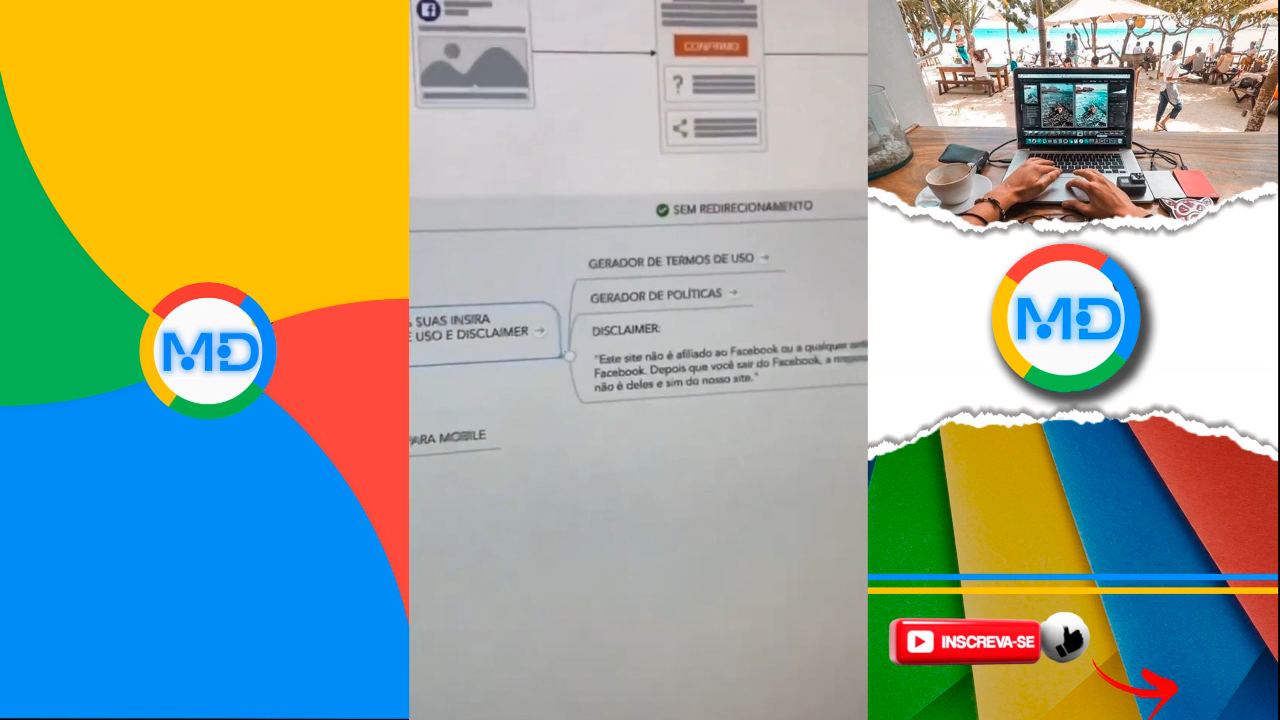 MD
CONFIRMO
?
SEM REDIRECIONAMENTO
GERADOR DE TERMOS DE USO
GERADOR DE POLÍTICAS
SUAS INSIRA
USO E DISCLAIMER
DISCLAIMER:
"Este site não é afiliado ao Facebook ou a qualquer
Facebook. Depois que você sair do Facebook, a
não é deles e sim do nosso site."
PARA MOBILE
MD
INSCREVA-SE